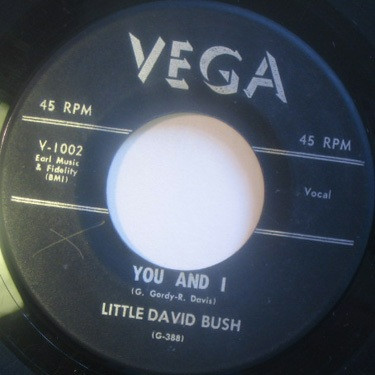 VEGA
45 RPM
45 RPM
V-1002
Earl Music
& Fidelity
(BMI)
Vocal
YOU AND I
(G. Gordy-R. Davis)
LITTLE DAVID BUSH
(G-388)